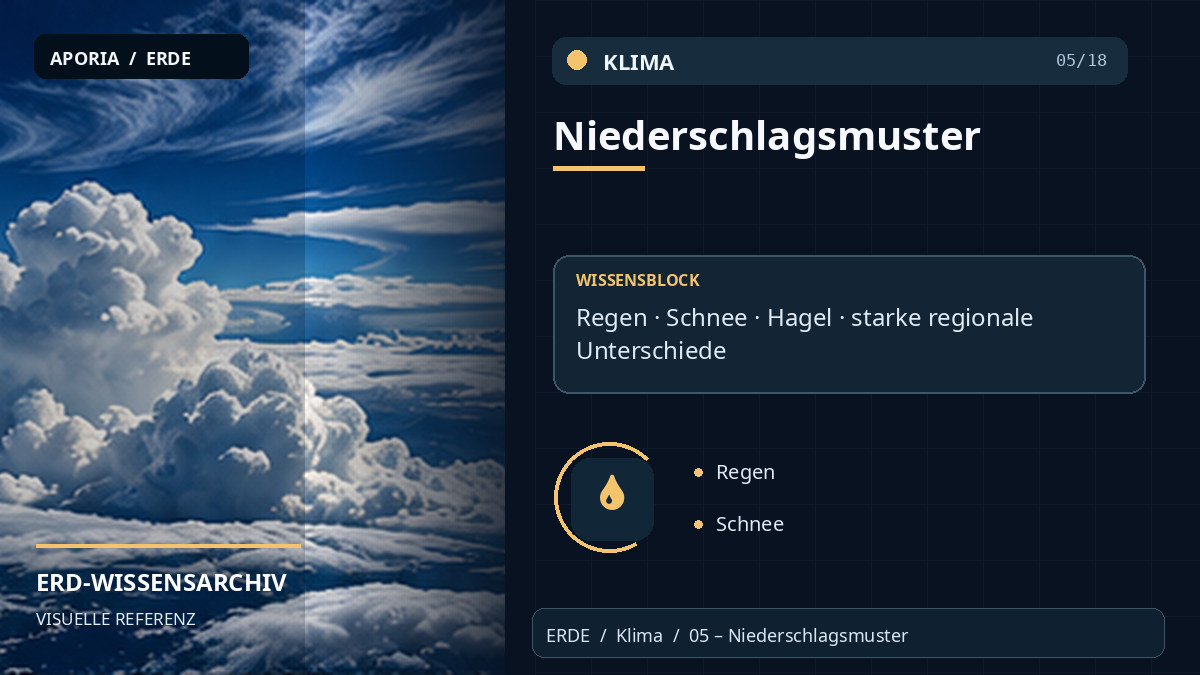 APORIA / ERDE
ERD-WISSENSARCHIV
VISUELLE REFERENZ
KLIMA
05/18
Niederschlagsmuster
WISSENSBLOCK
Regen · Schnee · Hagel · starke regionale
Unterschiede
Regen
Schnee
ERDE / Klima / 05 – Niederschlagsmuster